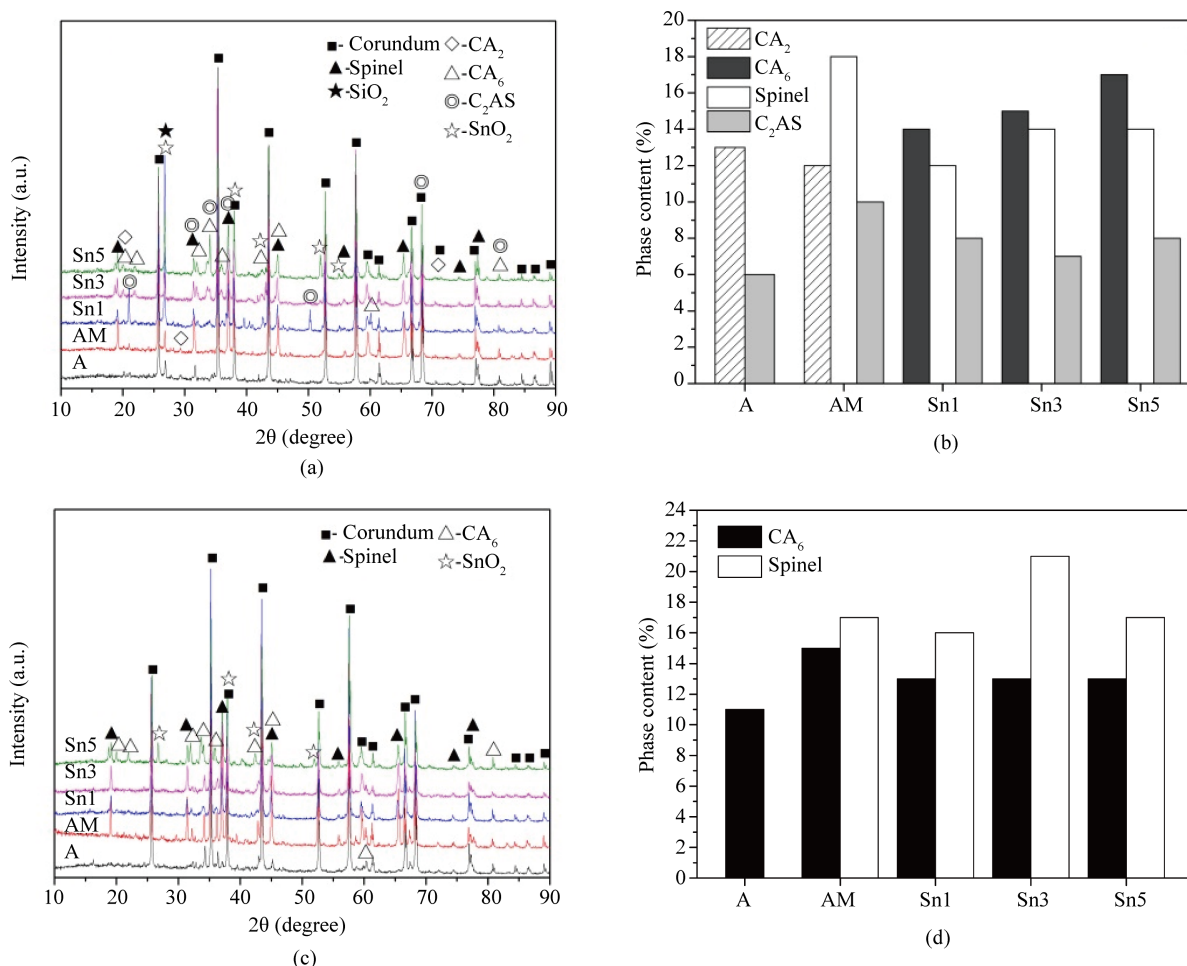 ■- Corundum ◇-CA₂
▲-Spinel △-CA₆
★-SiO₂ ◎-C₂AS
☆-SnO₂
Intensity (a.u.)
Sn5
Sn3
Sn1
AM
A
10 20 30 40 50 60 70 80 90
2θ (degree)
(a)
CA₂
CA₆
Spinel
C₂AS
Phase content (%)
20
18
16
14
12
10
8
6
4
2
0
A AM Sn1 Sn3 Sn5
(b)
■- Corundum △-CA₆
▲-Spinel ☆-SnO₂
Intensity (a.u.)
Sn5
Sn3
Sn1
AM
A
10 20 30 40 50 60 70 80 90
2θ (degree)
(c)
CA₆
Spinel
Phase content (%)
24
22
20
18
16
14
13
12
11
10
8
6
4
2
0
A AM Sn1 Sn3 Sn5
(d)